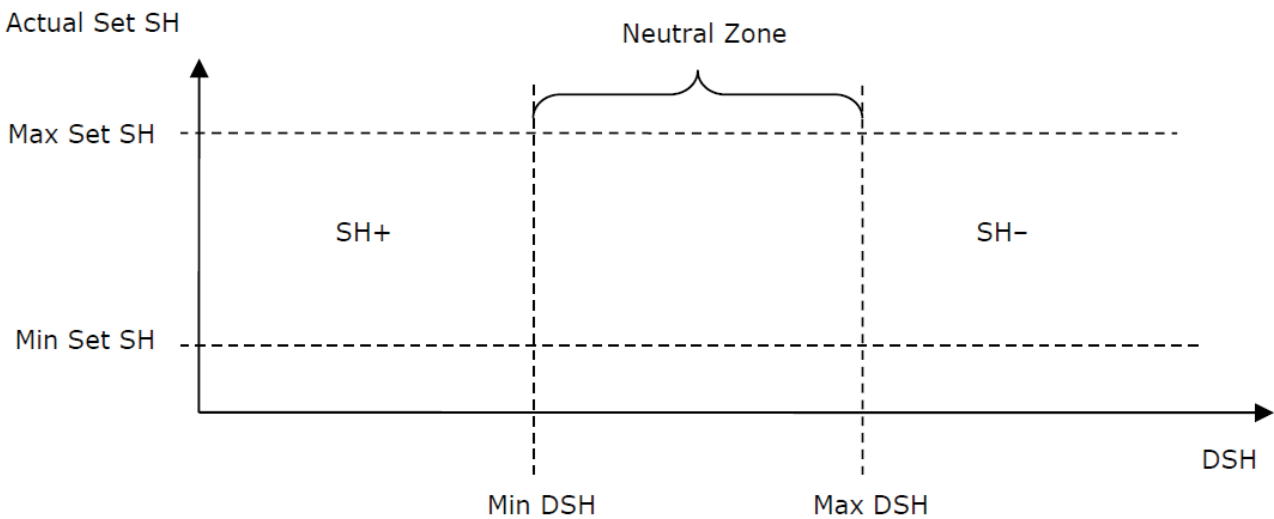 Actual Set SH
Neutral Zone
Max Set SH
SH+
SH–
Min Set SH
DSH
Min DSH
Max DSH